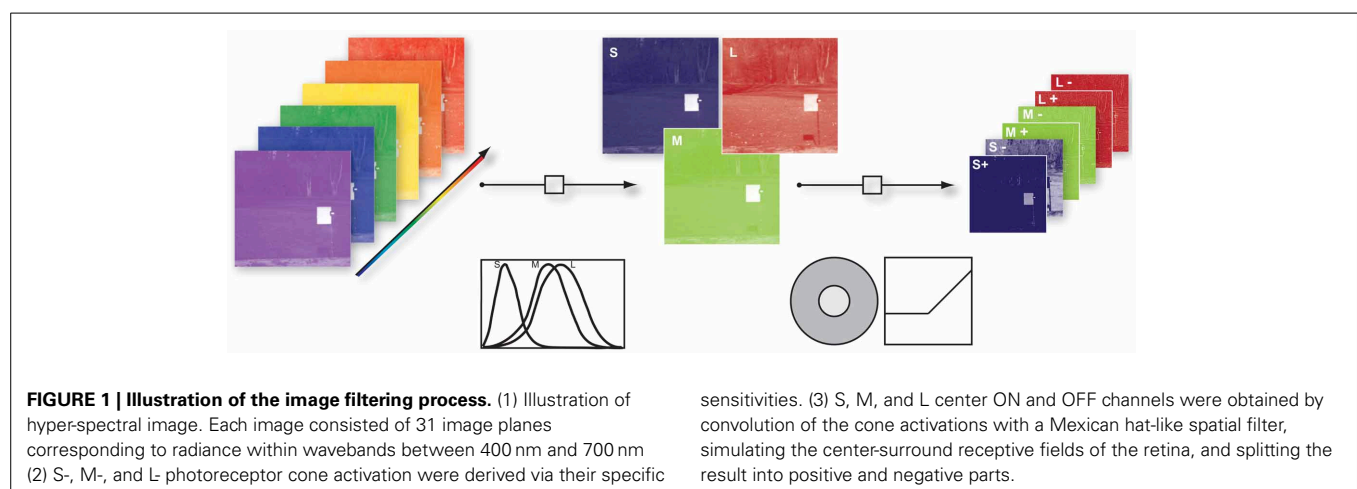 S
L
M
L -
L +
M -
M +
S -
S+
S M L
FIGURE 1 | Illustration of the image filtering process. (1) Illustration of
hyper-spectral image. Each image consisted of 31 image planes
corresponding to radiance within wavebands between 400 nm and 700 nm
(2) S-, M-, and L- photoreceptor cone activation were derived via their specific
sensitivities. (3) S, M, and L center ON and OFF channels were obtained by
convolution of the cone activations with a Mexican hat-like spatial filter,
simulating the center-surround receptive fields of the retina, and splitting the
result into positive and negative parts.